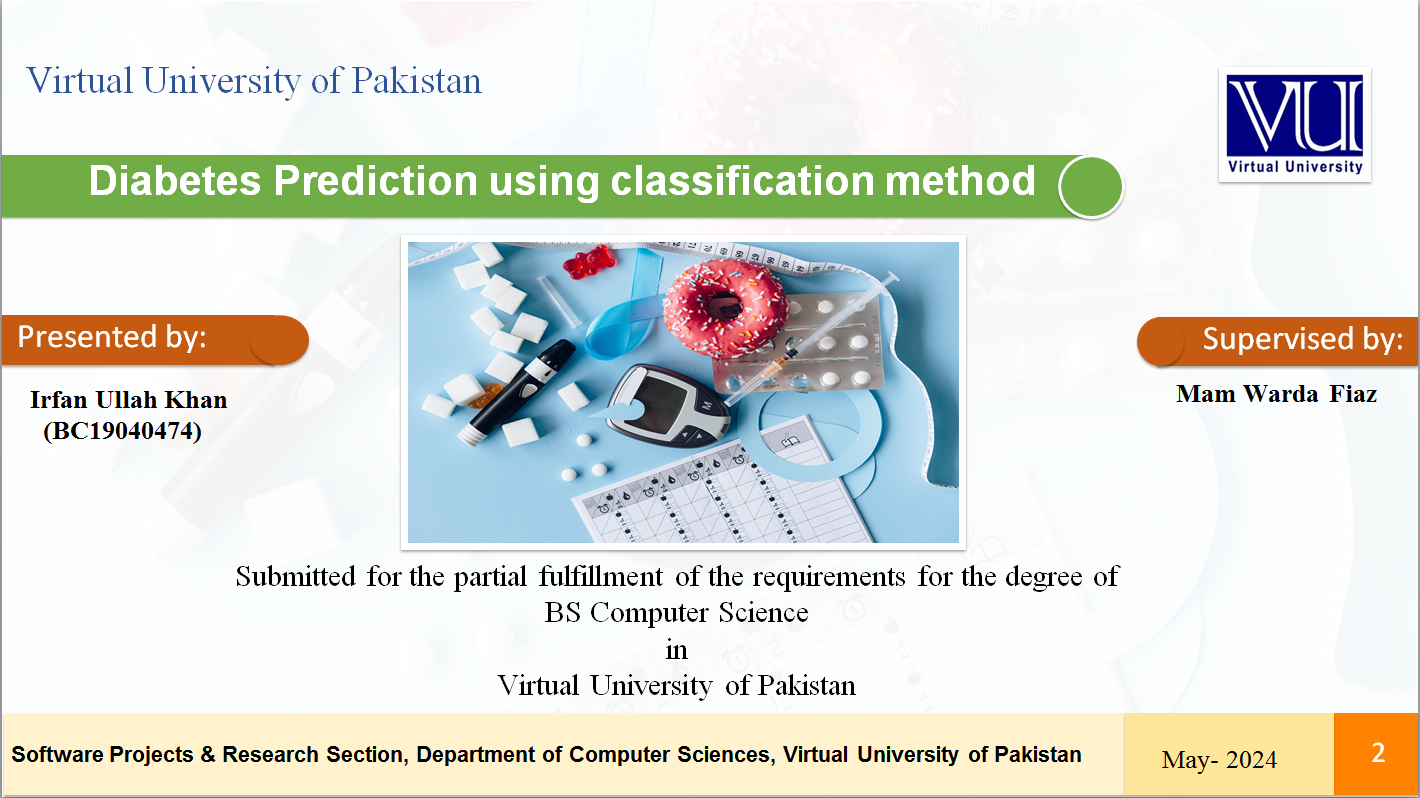 Virtual University of Pakistan
VU
Virtual University
Diabetes Prediction using classification method
Presented by:
Irfan Ullah Khan
(BC19040474)
Supervised by:
Mam Warda Fiaz
M
Submitted for the partial fulfillment of the requirements for the degree of
BS Computer Science
in
Virtual University of Pakistan
Software Projects & Research Section, Department of Computer Sciences, Virtual University of Pakistan
May- 2024
2